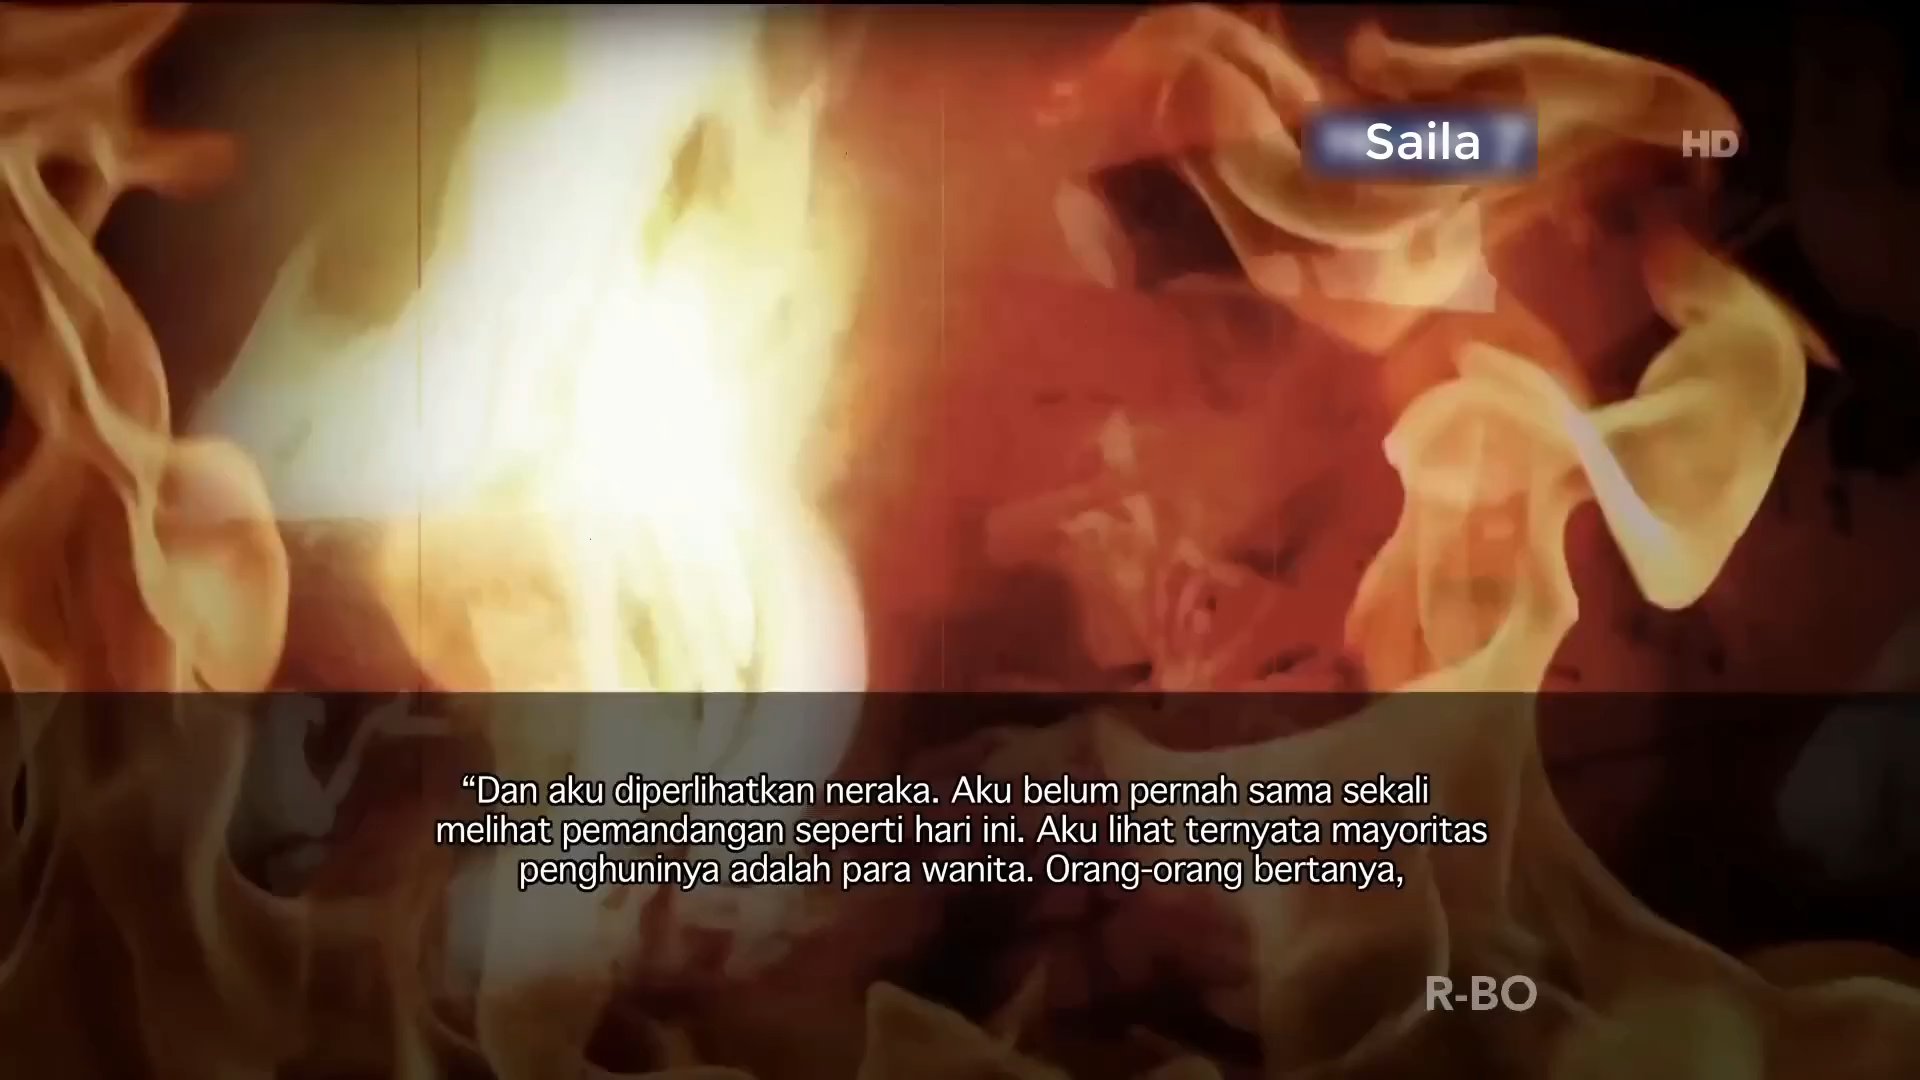 Saila
HD
“Dan aku diperlihatkan neraka. Aku belum pernah sama sekali
melihat pemandangan seperti hari ini. Aku lihat ternyata mayoritas
penghuninya adalah para wanita. Orang-orang bertanya,
R-BO